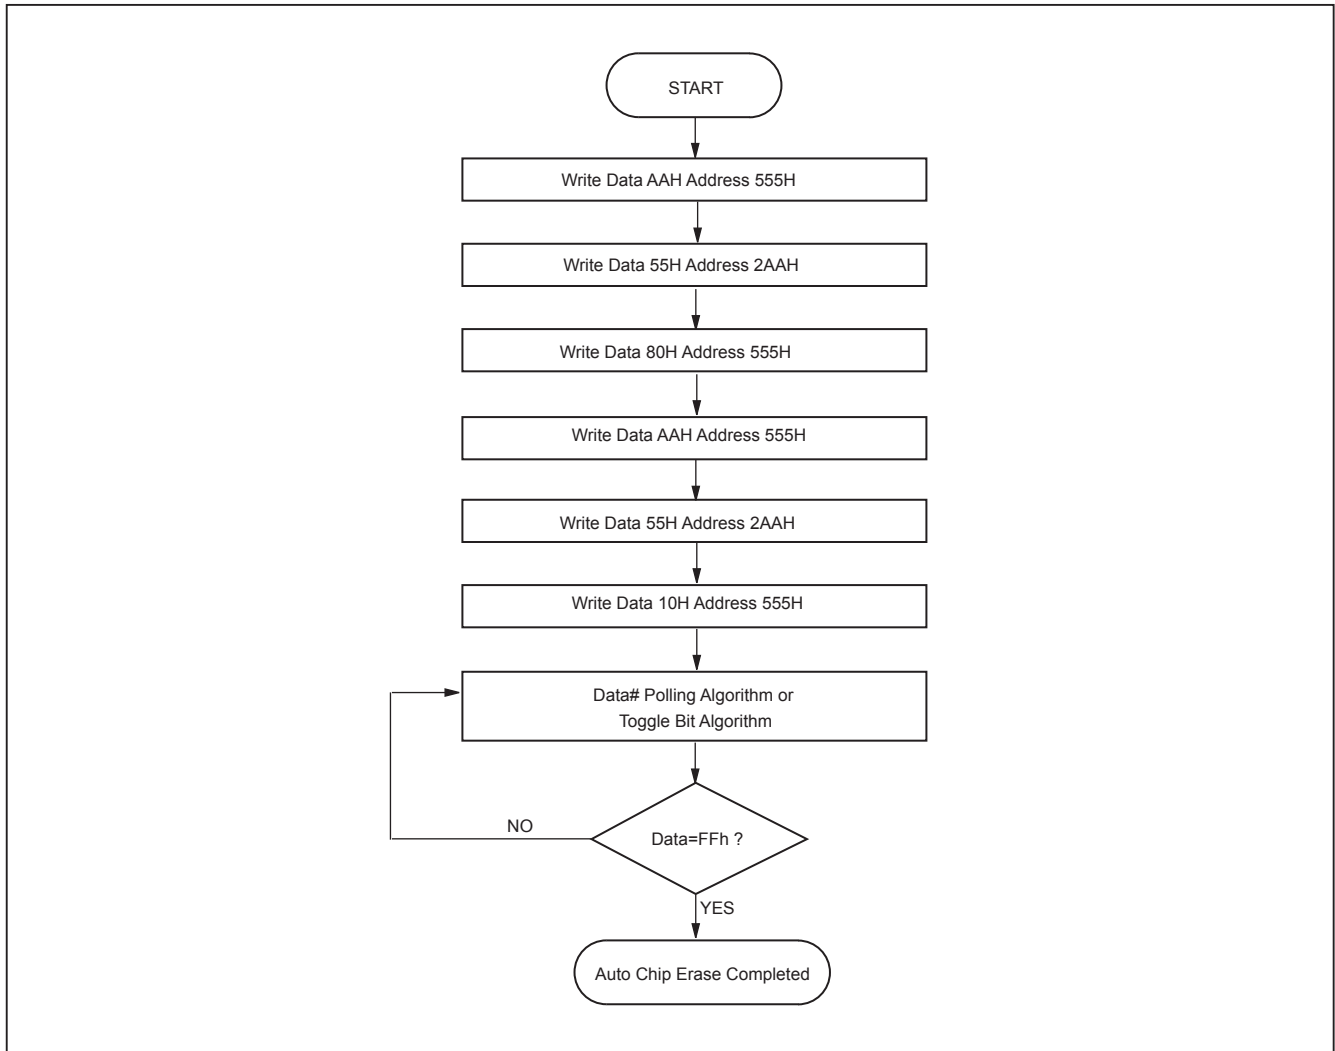 START
Write Data AAH Address 555H
Write Data 55H Address 2AAH
Write Data 80H Address 555H
Write Data AAH Address 555H
Write Data 55H Address 2AAH
Write Data 10H Address 555H
Data# Polling Algorithm or
Toggle Bit Algorithm
NO
Data=FFh ?
YES
Auto Chip Erase Completed